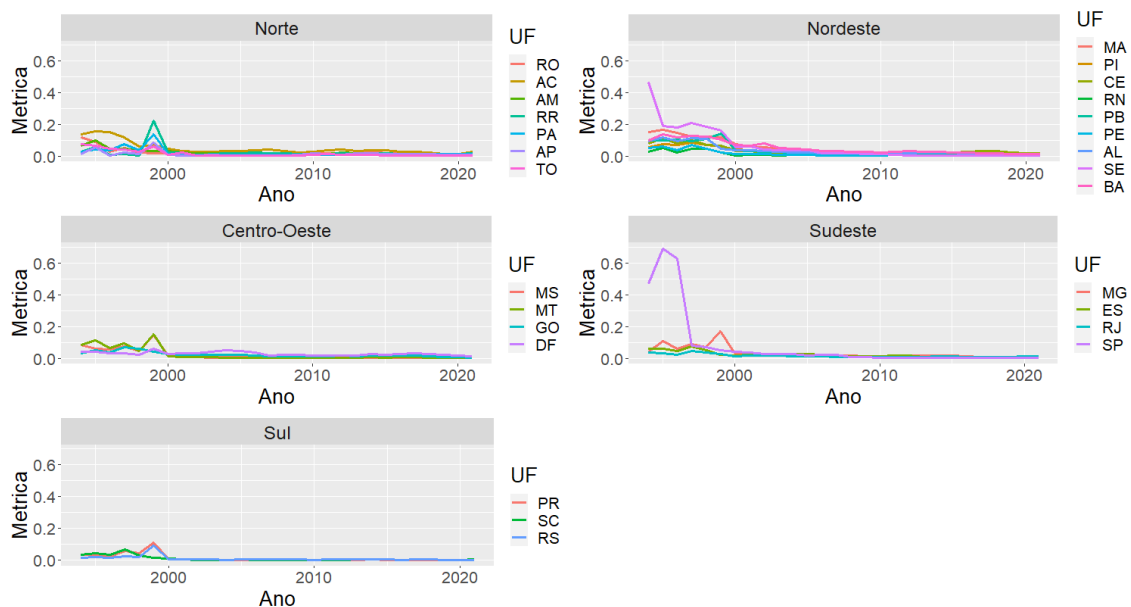 Norte
Metrica
0.6
0.4
0.2
0.0
2000
2010
2020
Ano
UF
RO
AC
AM
RR
PA
AP
TO
Nordeste
Metrica
0.6
0.4
0.2
0.0
2000
2010
2020
Ano
UF
MA
PI
CE
RN
PB
PE
AL
SE
BA
Centro-Oeste
Metrica
0.6
0.4
0.2
0.0
2000
2010
2020
Ano
UF
MS
MT
GO
DF
Sudeste
Metrica
0.6
0.4
0.2
0.0
2000
2010
2020
Ano
UF
MG
ES
RJ
SP
Sul
Metrica
0.6
0.4
0.2
0.0
2000
2010
2020
Ano
UF
PR
SC
RS